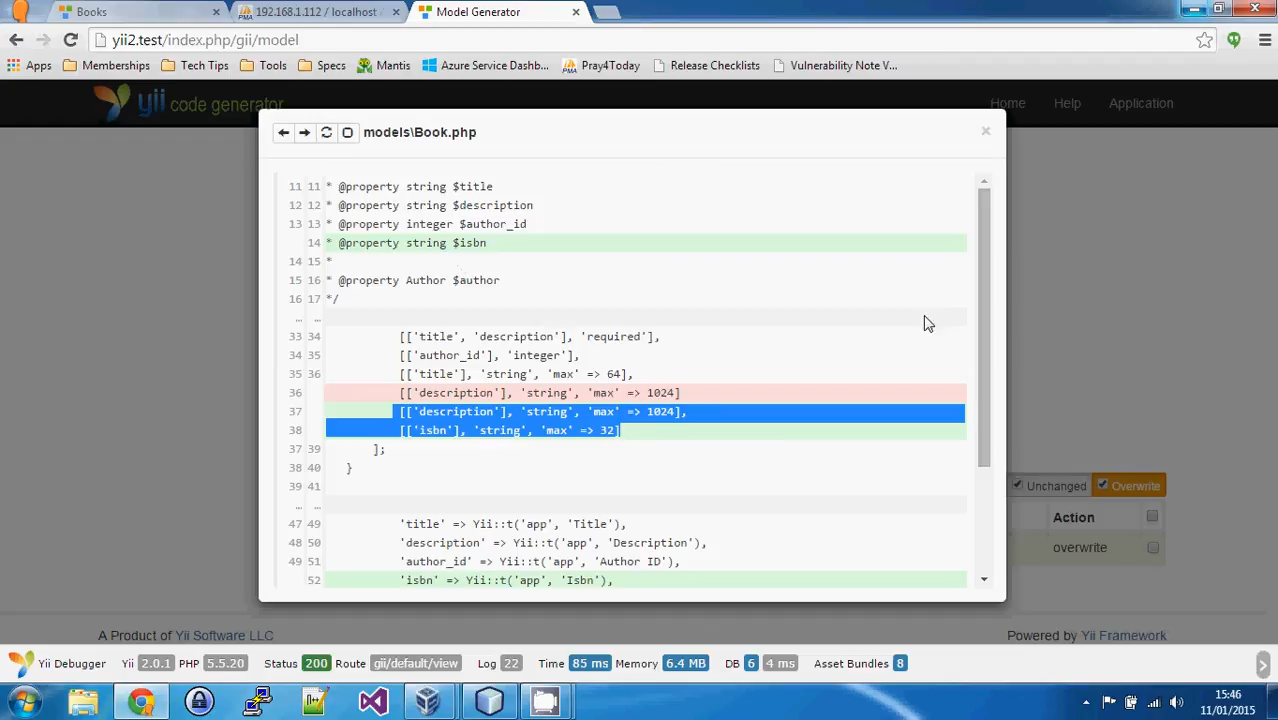 Books
192.168.1.112 / localhost
Model Generator
yii2.test/index.php/gii/model
Apps Memberships Tech Tips Tools Specs Mantis Azure Service Dashb... Pray4Today Release Checklists Vulnerability Note V...
yii code generator Home Help Application
models\Book.php
11 11 * @property string $title
12 12 * @property string $description
13 13 * @property integer $author_id
14 * @property string $isbn
14 15 *
15 16 * @property Author $author
16 17 */
... ...
33 34 [['title', 'description'], 'required'],
34 35 [['author_id'], 'integer'],
35 36 [['title'], 'string', 'max' => 64],
36 [['description'], 'string', 'max' => 1024]
37 [['description'], 'string', 'max' => 1024],
38 [['isbn'], 'string', 'max' => 32]
37 39 ];
38 40 }
39 41
... ...
47 49 'title' => Yii::t('app', 'Title'),
48 50 'description' => Yii::t('app', 'Description'),
49 51 'author_id' => Yii::t('app', 'Author ID'),
52 'isbn' => Yii::t('app', 'Isbn'),
Unchanged Overwrite
Action
overwrite
A Product of Yii Software LLC Powered by Yii Framework
Yii Debugger Yii 2.0.1 PHP 5.5.20 Status 200 Route gii/default/view Log 22 Time 85 ms Memory 6.4 MB DB 6 4 ms Asset Bundles 8
15:46
11/01/2015